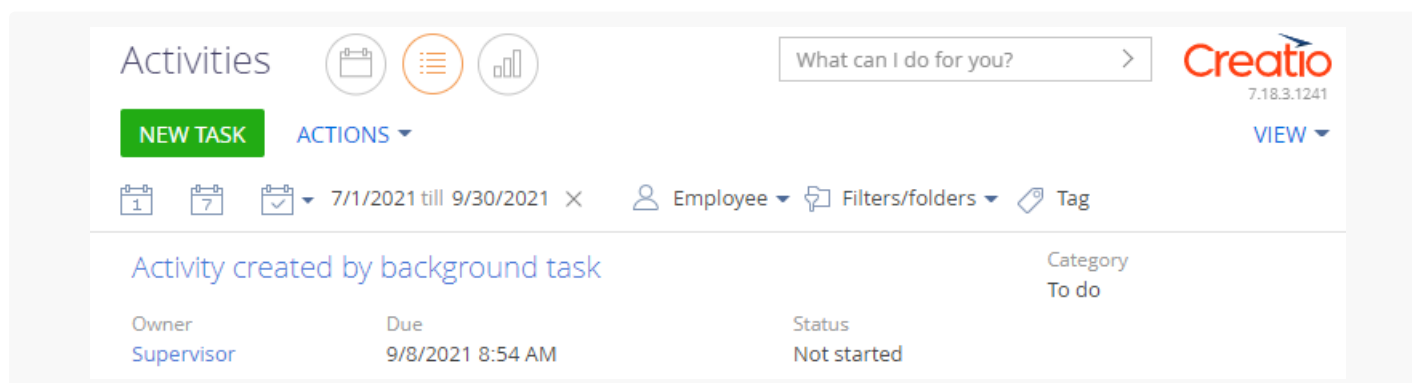 Activities
What can I do for you?
Creatio
7.18.3.1241
NEW TASK ACTIONS VIEW
1 7 7/1/2021 till 9/30/2021 Employee Filters/folders Tag
Activity created by background task
Category
To do
Owner Due Status
Supervisor 9/8/2021 8:54 AM Not started